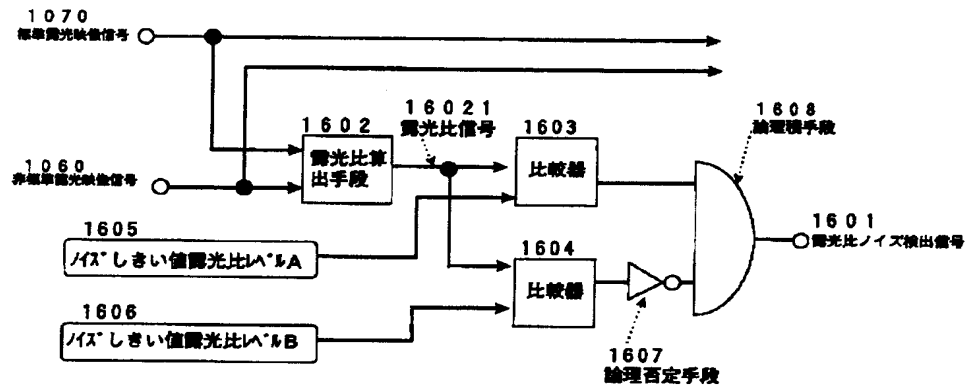 1070
標準露光映像信号
16021
露光比信号
1608
論理積手段
1602
露光比算
出手段
1603
比較器
1060
非標準露光映像信号
1601
露光比ノイズ検出信号
1605
ﾉｲｽﾞしきい値露光比ﾚﾍﾞﾙA
1604
比較器
1606
ﾉｲｽﾞしきい値露光比ﾚﾍﾞﾙB
1607
論理否定手段